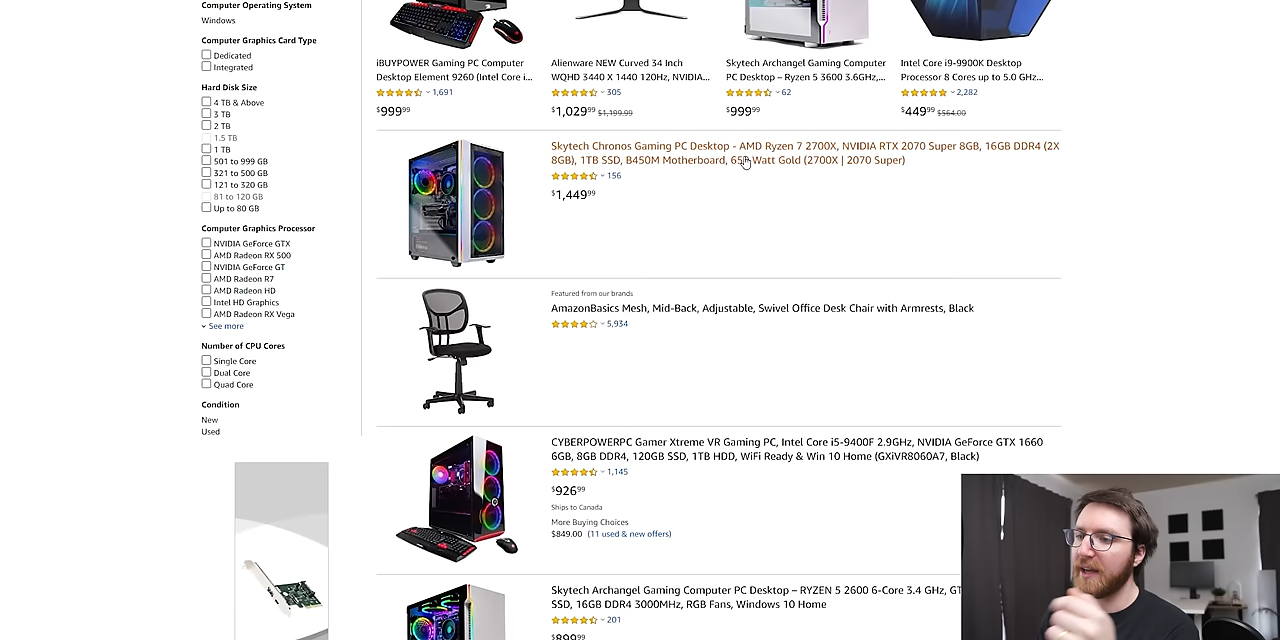 Computer Operating System
Windows
Computer Graphics Card Type
Dedicated
Integrated
Hard Disk Size
4 TB & Above
3 TB
2 TB
1.5 TB
1 TB
501 to 999 GB
321 to 500 GB
121 to 320 GB
81 to 120 GB
Up to 80 GB
Computer Graphics Processor
NVIDIA GeForce GTX
AMD Radeon RX 500
NVIDIA GeForce GT
AMD Radeon R7
AMD Radeon HD
Intel HD Graphics
AMD Radeon RX Vega
See more
Number of CPU Cores
Single Core
Dual Core
Quad Core
Condition
New
Used
iBUYPOWER Gaming PC Computer
Desktop Element 9260 (Intel Core i...
1,691
$99999
Alienware NEW Curved 34 Inch
WQHD 3440 X 1440 120Hz, NVIDIA...
305
$1,02999 $1,199.99
Skytech Archangel Gaming Computer
PC Desktop – Ryzen 5 3600 3.6GHz,...
62
$99999
Intel Core i9-9900K Desktop
Processor 8 Cores up to 5.0 GHz...
2,282
$44999 $564.00
Skytech Chronos Gaming PC Desktop - AMD Ryzen 7 2700X, NVIDIA RTX 2070 Super 8GB, 16GB DDR4 (2X
8GB), 1TB SSD, B450M Motherboard, Watt Gold (2700X | 2070 Super)
156
$1,44999
Featured from our brands
AmazonBasics Mesh, Mid-Back, Adjustable, Swivel Office Desk Chair with Armrests, Black
5,934
CYBERPOWERPC Gamer Xtreme VR Gaming PC, Intel Core i5-9400F 2.9GHz, NVIDIA GeForce GTX 1660
6GB, 8GB DDR4, 120GB SSD, 1TB HDD, WiFi Ready & Win 10 Home (GXiVR8060A7, Black)
1,145
$92699
Ships to Canada
More Buying Choices
$849.00 (11 used & new offers)
Skytech Archangel Gaming Computer PC Desktop – RYZEN 5 2600 6-Core 3.4 GHz,
SSD, 16GB DDR4 3000MHz, RGB Fans, Windows 10 Home
201
$89999